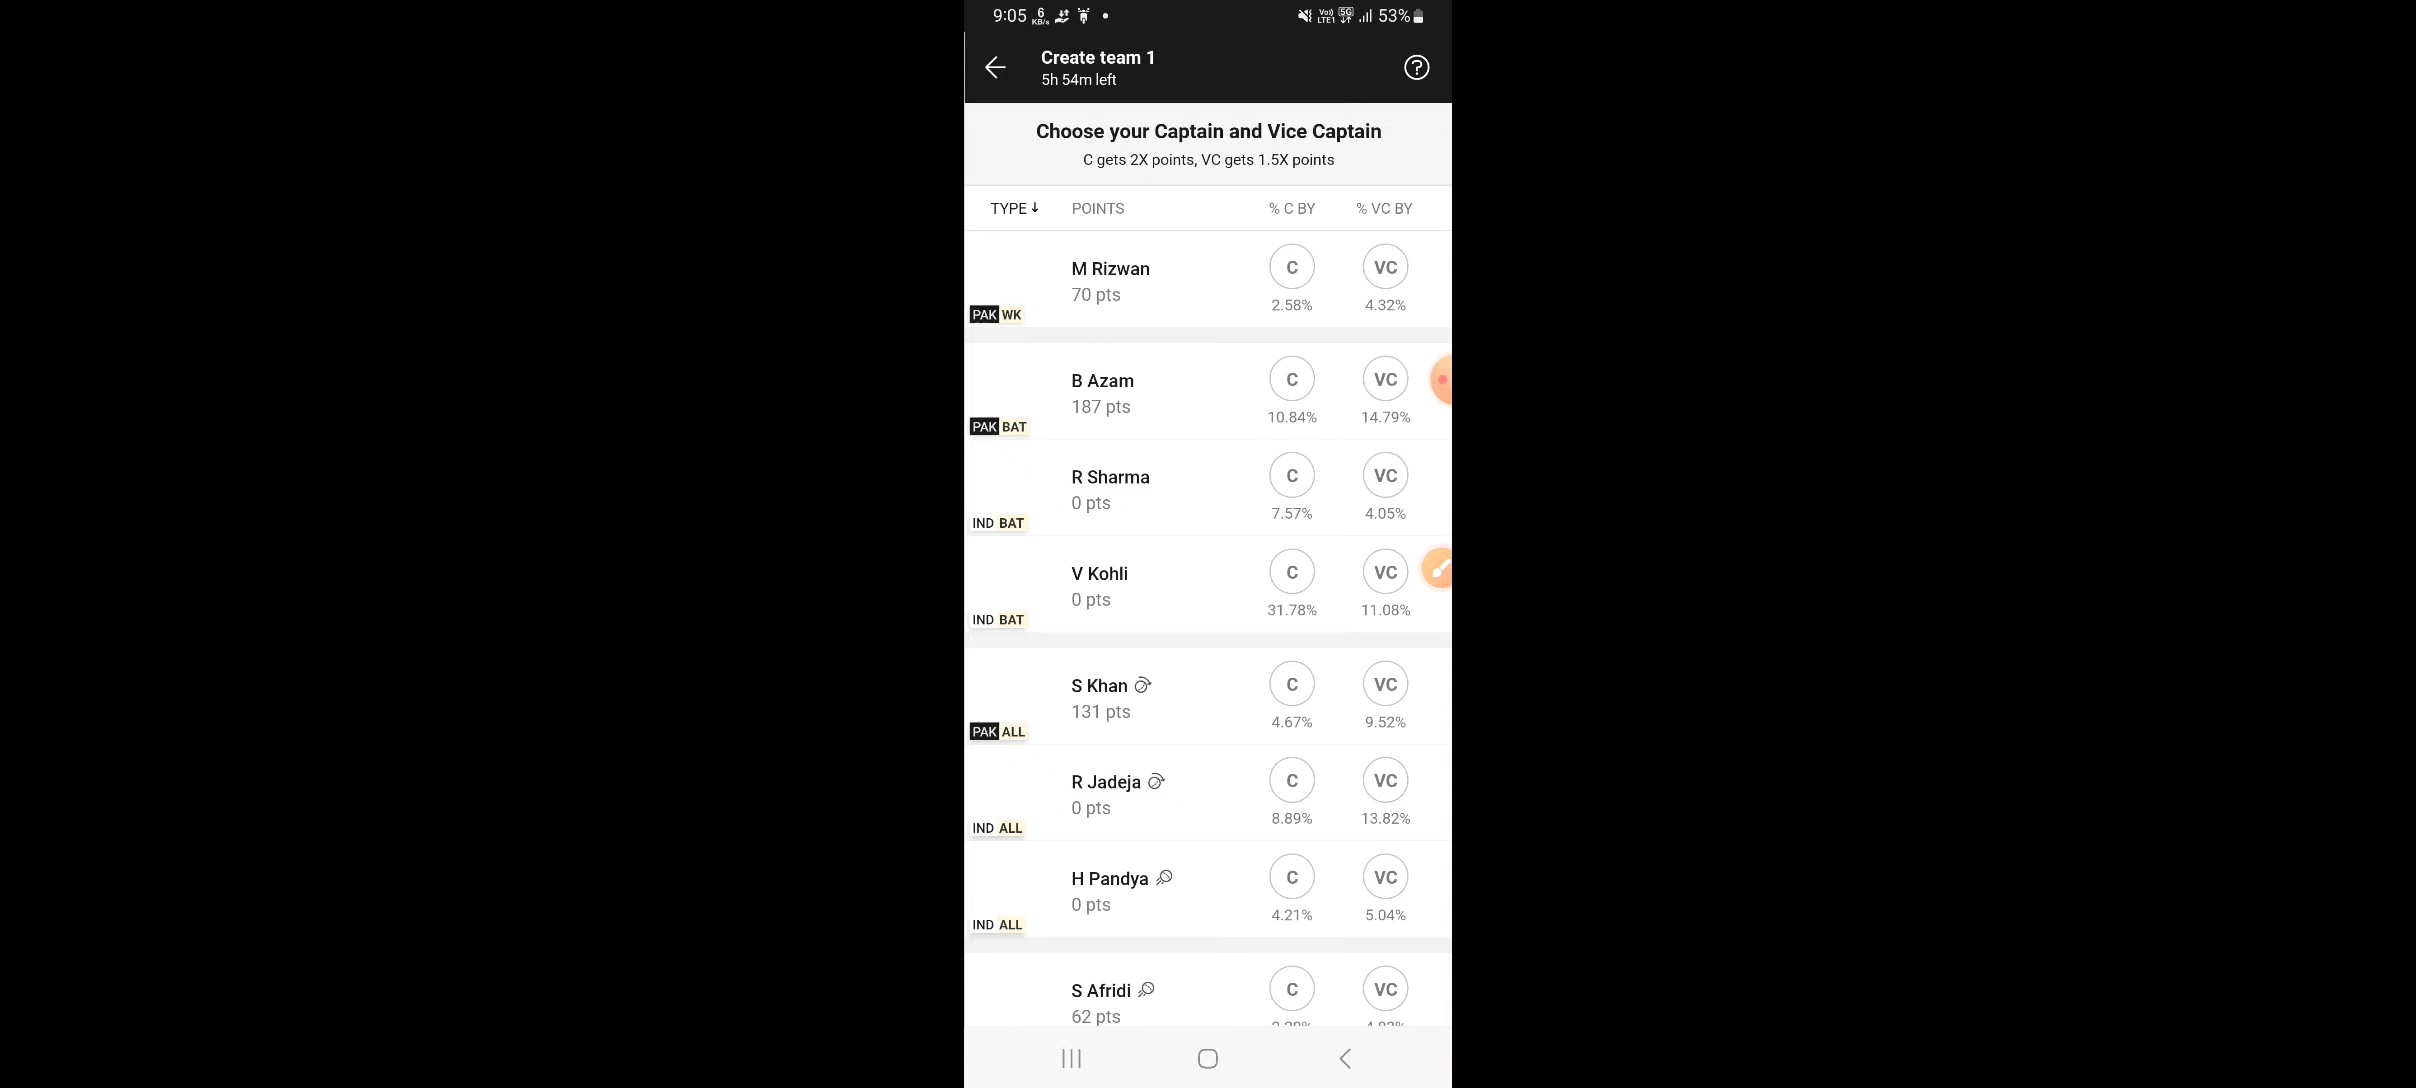 9:05 6 KB/s Vo)) LTE1 5G 53%
Create team 1
5h 54m left
Choose your Captain and Vice Captain
C gets 2X points, VC gets 1.5X points
TYPE POINTS % C BY % VC BY
M Rizwan C VC
70 pts 2.58% 4.32%
PAK WK
B Azam C VC
187 pts 10.84% 14.79%
PAK BAT
R Sharma C VC
0 pts 7.57% 4.05%
IND BAT
V Kohli C VC
0 pts 31.78% 11.08%
IND BAT
S Khan C VC
131 pts 4.67% 9.52%
PAK ALL
R Jadeja C VC
0 pts 8.89% 13.82%
IND ALL
H Pandya C VC
0 pts 4.21% 5.04%
IND ALL
S Afridi C VC
62 pts